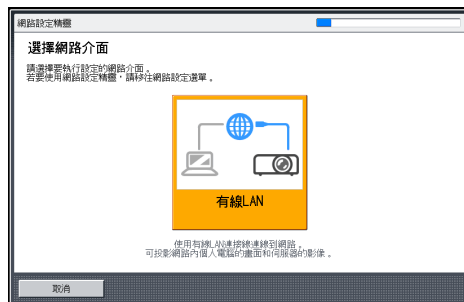 網路設定精靈
選擇網路介面
請選擇要執行設定的網路介面。
若要使用網路設定精靈，請移往網路設定選單。
有線LAN
使用有線LAN連接線連線到網路。
可投影網路內個人電腦的畫面和伺服器的影像。
取消